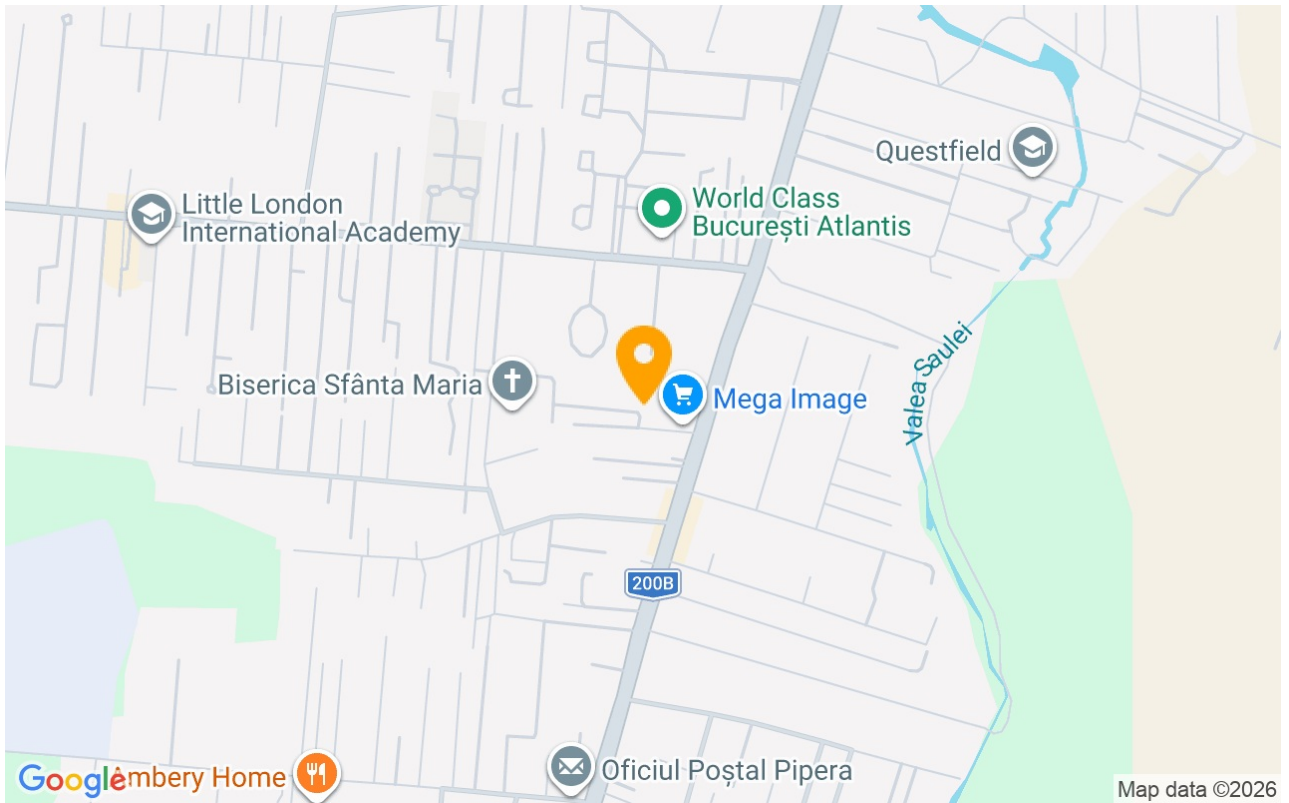 Questfield
Little London
International Academy
World Class
București Atlantis
Valea Saulei
Biserica Sfânta Maria
Mega Image
200B
Google
Ambery Home
Oficiul Poștal Pipera
Map data ©2026